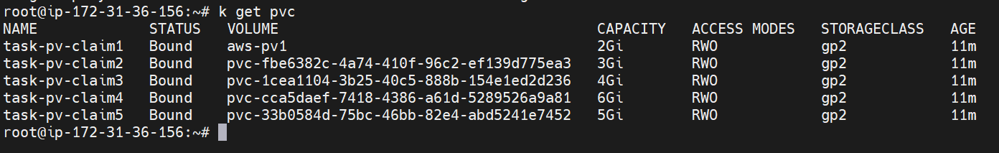 root@ip-172-31-36-156:~# k get pvc
NAME STATUS VOLUME CAPACITY ACCESS MODES STORAGECLASS AGE
task-pv-claim1 Bound aws-pv1 2Gi RWO gp2 11m
task-pv-claim2 Bound pvc-fbe6382c-4a74-410f-96c2-ef139d775ea3 3Gi RWO gp2 11m
task-pv-claim3 Bound pvc-1cea1104-3b25-40c5-888b-154e1ed2d236 4Gi RWO gp2 11m
task-pv-claim4 Bound pvc-cca5daef-7418-4386-a61d-5289526a9a81 6Gi RWO gp2 11m
task-pv-claim5 Bound pvc-33b0584d-75bc-46bb-82e4-abd5241e7452 5Gi RWO gp2 11m
root@ip-172-31-36-156:~#